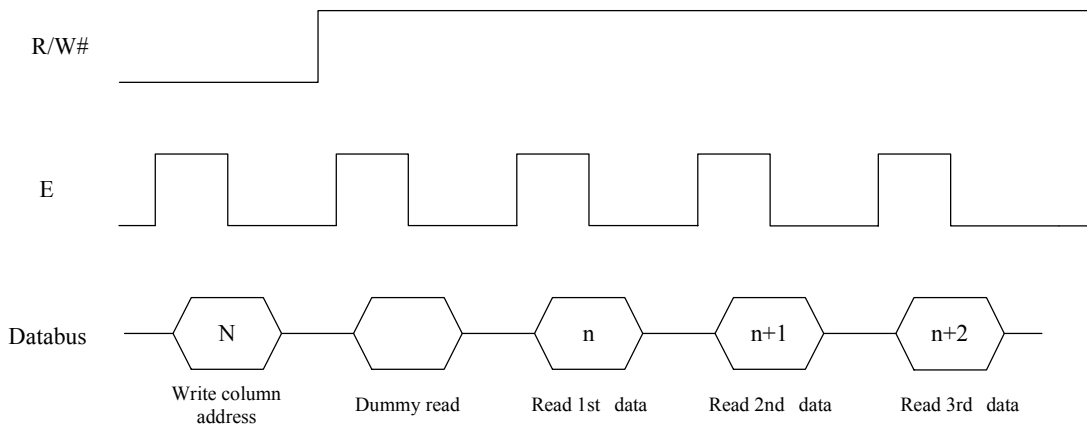 R/W#
E
Databus
N
n
n+1
n+2
Write column
address
Dummy read
Read 1st data
Read 2nd data
Read 3rd data